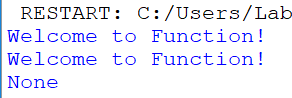 RESTART: C:/Users/Lab
Welcome to Function!
Welcome to Function!
None